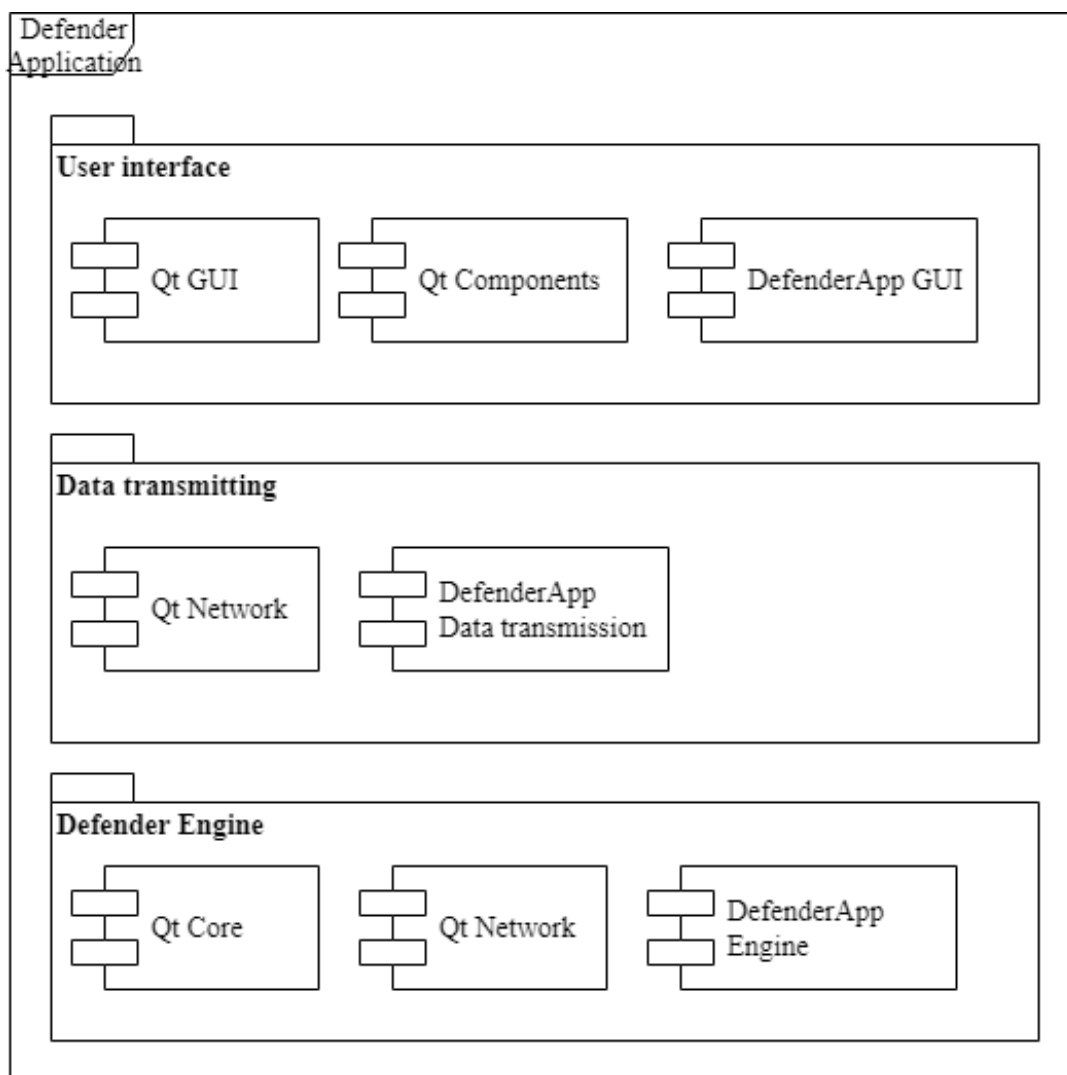 Defender
Application
User interface
Qt GUI
Qt Components
DefenderApp GUI
Data transmitting
Qt Network
DefenderApp
Data transmission
Defender Engine
Qt Core
Qt Network
DefenderApp
Engine